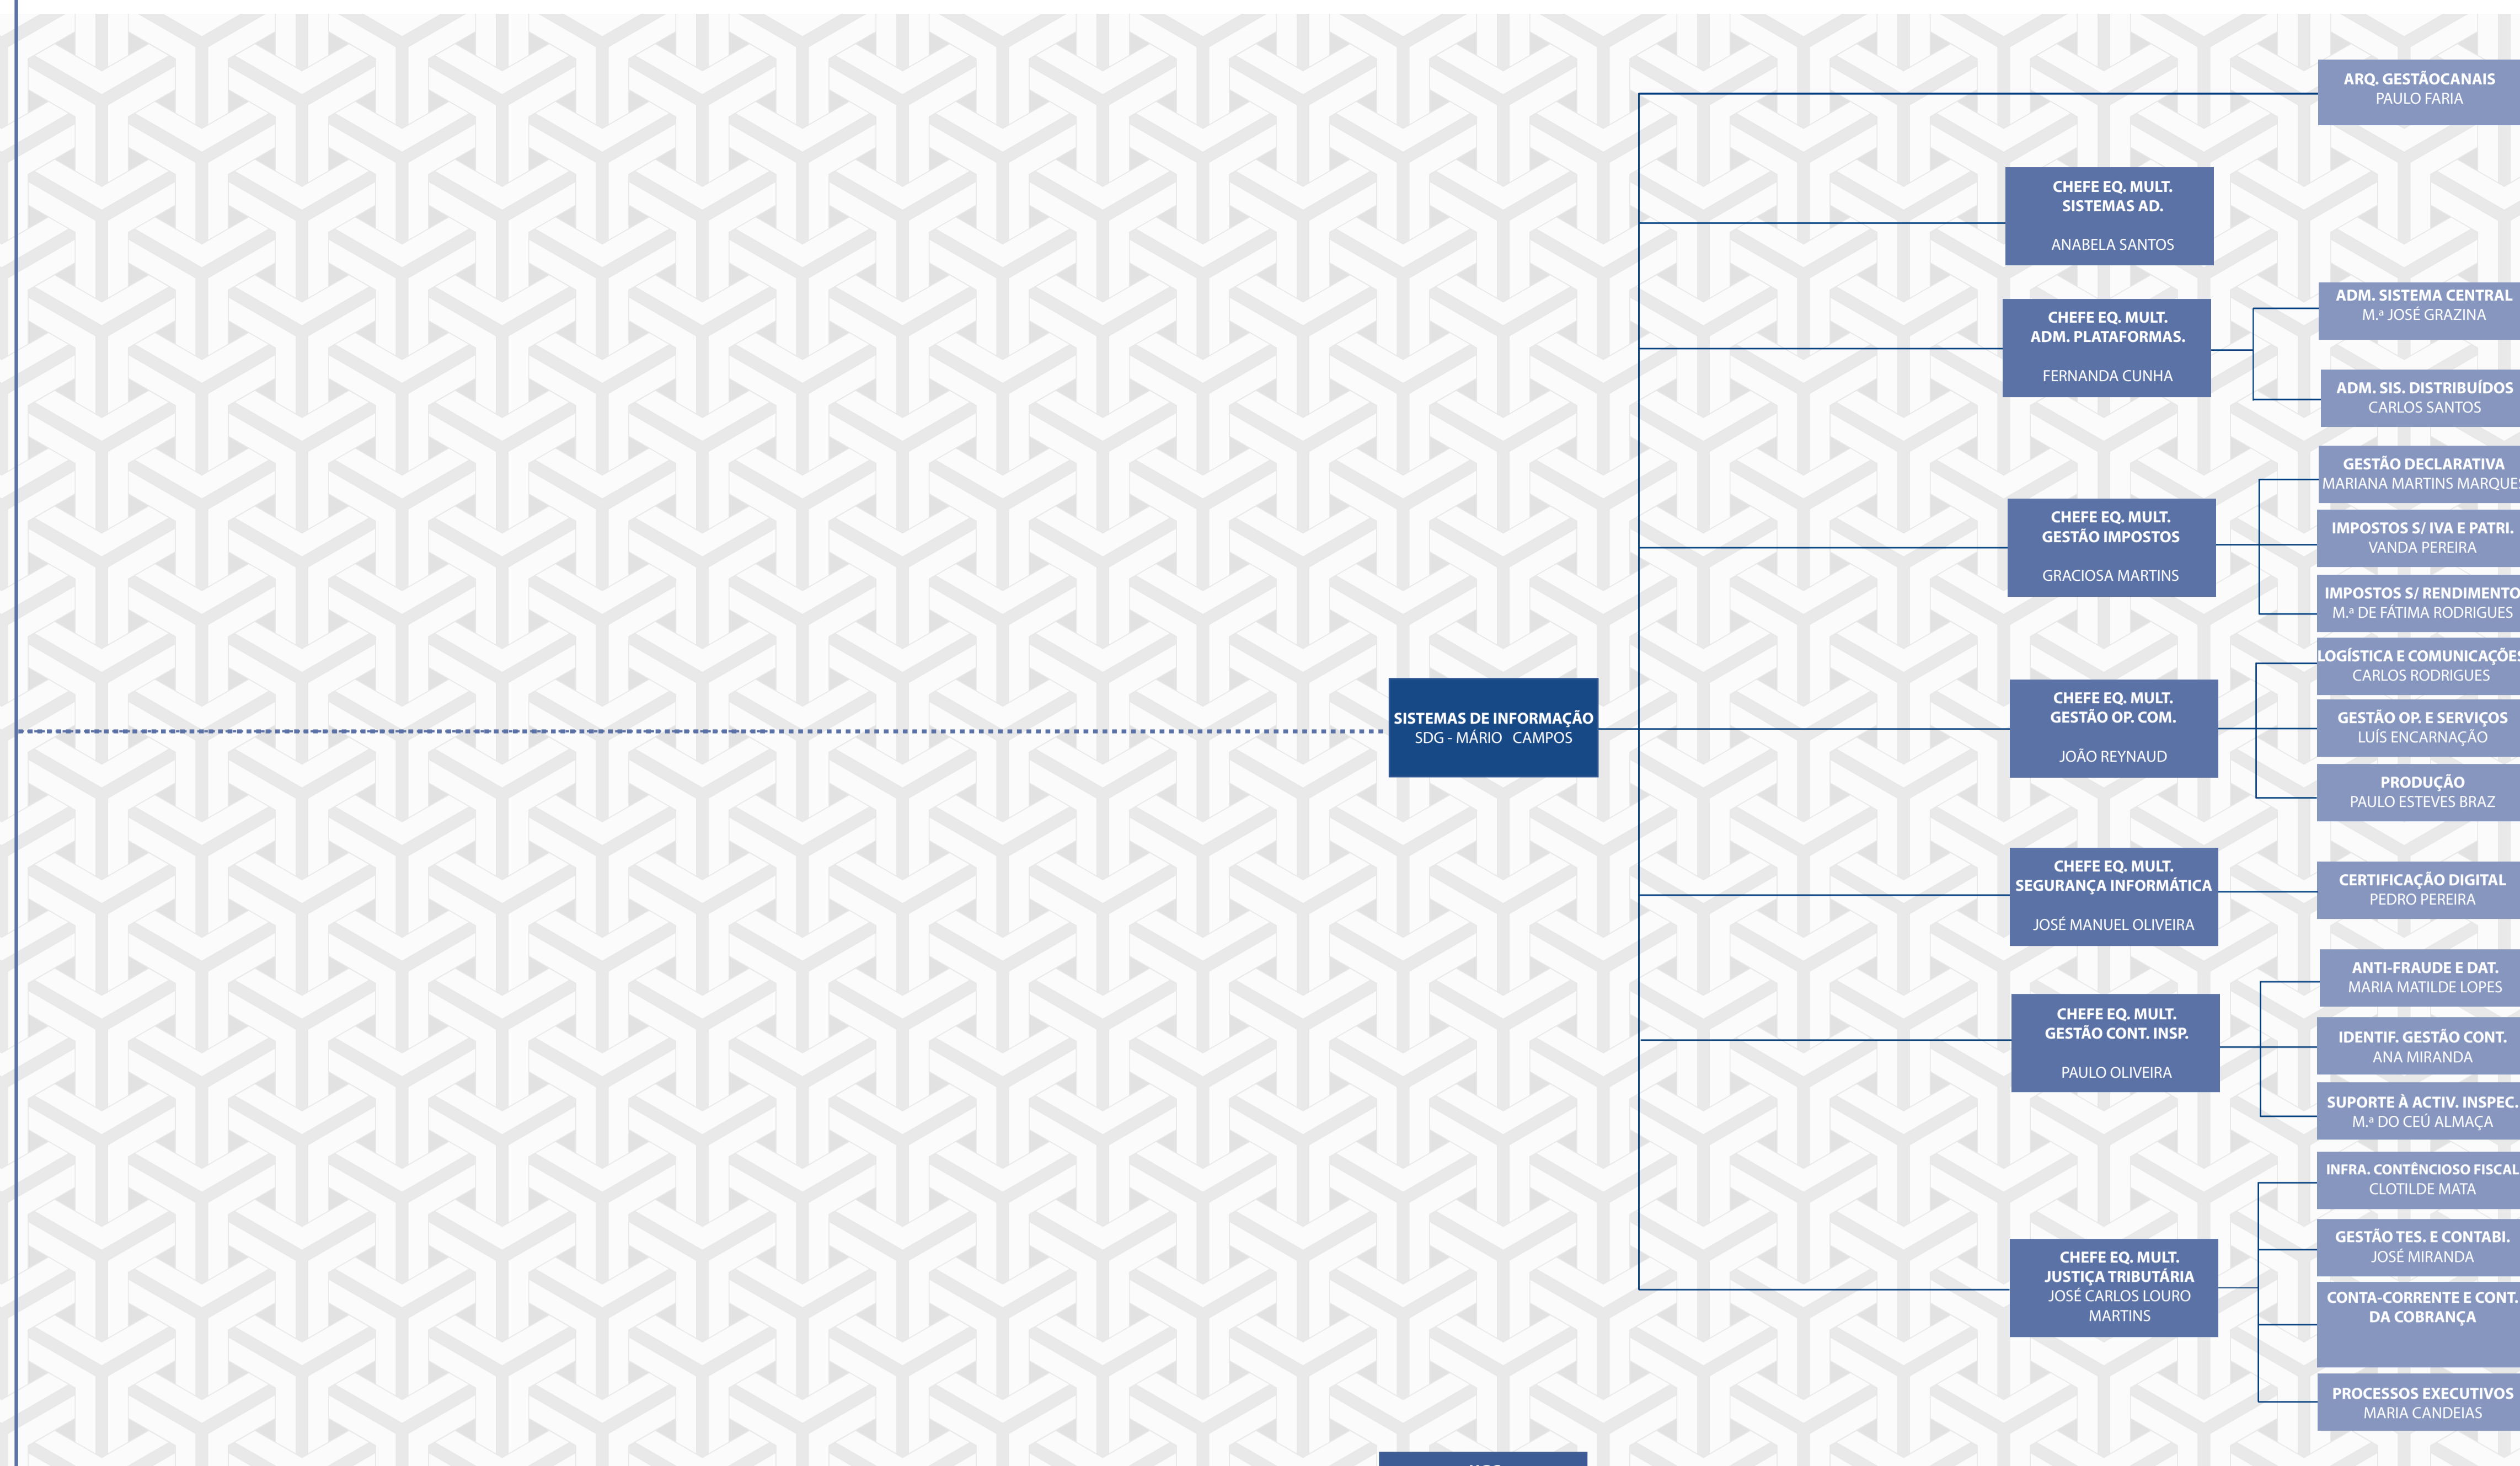 ARQ. GESTÃOCANAIS
PAULO FARIA
CHEFE EQ. MULT.
SISTEMAS AD.
ANABELA SANTOS
CHEFE EQ. MULT.
ADM. PLATAFORMAS.
FERNANDA CUNHA
ADM. SISTEMA CENTRAL
M.ª JOSÉ GRAZINA
ADM. SIS. DISTRIBUÍDOS
CARLOS SANTOS
CHEFE EQ. MULT.
GESTÃO IMPOSTOS
GRACIOSA MARTINS
GESTÃO DECLARATIVA
MARIANA MARTINS MARQUES
IMPOSTOS S/ IVA E PATRI.
VANDA PEREIRA
IMPOSTOS S/ RENDIMENTO
M.ª DE FÁTIMA RODRIGUES
SISTEMAS DE INFORMAÇÃO
SDG - MÁRIO CAMPOS
CHEFE EQ. MULT.
GESTÃO OP. COM.
JOÃO REYNAUD
LOGÍSTICA E COMUNICAÇÕES
CARLOS RODRIGUES
GESTÃO OP. E SERVIÇOS
LUÍS ENCARNAÇÃO
PRODUÇÃO
PAULO ESTEVES BRAZ
CHEFE EQ. MULT.
SEGURANÇA INFORMÁTICA
JOSÉ MANUEL OLIVEIRA
CERTIFICAÇÃO DIGITAL
PEDRO PEREIRA
CHEFE EQ. MULT.
GESTÃO CONT. INSP.
PAULO OLIVEIRA
ANTI-FRAUDE E DAT.
MARIA MATILDE LOPES
IDENTIF. GESTÃO CONT.
ANA MIRANDA
SUPORTE À ACTIV. INSPEC.
M.ª DO CEÚ ALMAÇA
CHEFE EQ. MULT.
JUSTIÇA TRIBUTÁRIA
JOSÉ CARLOS LOURO
MARTINS
INFRA. CONTÊNCIOSO FISCAL
CLOTILDE MATA
GESTÃO TES. E CONTABI.
JOSÉ MIRANDA
CONTA-CORRENTE E CONT.
DA COBRANÇA
PROCESSOS EXECUTIVOS
MARIA CANDEIAS